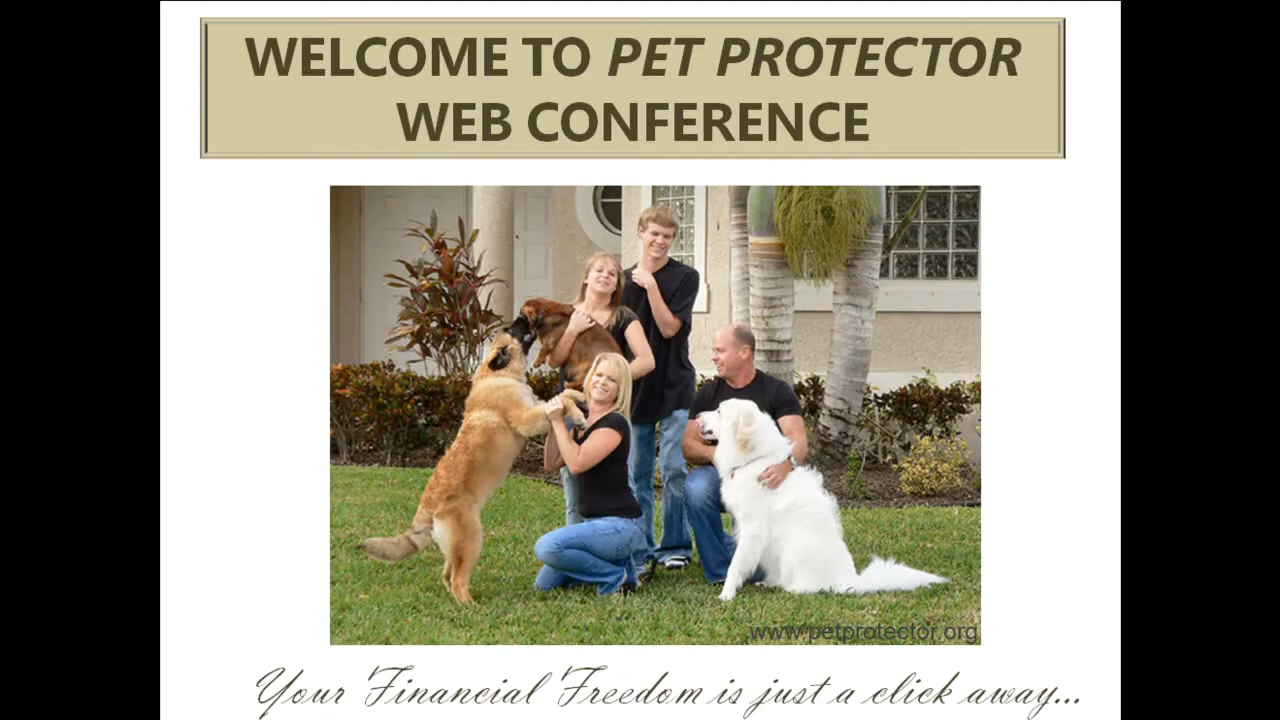 WELCOME TO PET PROTECTOR
WEB CONFERENCE
www.petprotector.org
Your Financial Freedom is just a click away...